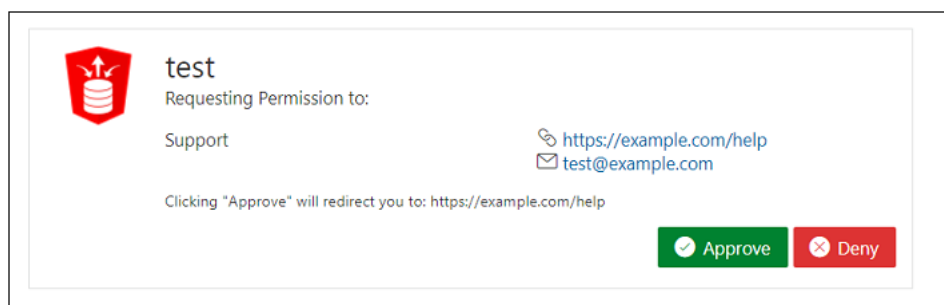 test
Requesting Permission to:
Support
https://example.com/help
test@example.com
Clicking "Approve" will redirect you to: https://example.com/help
Approve
Deny